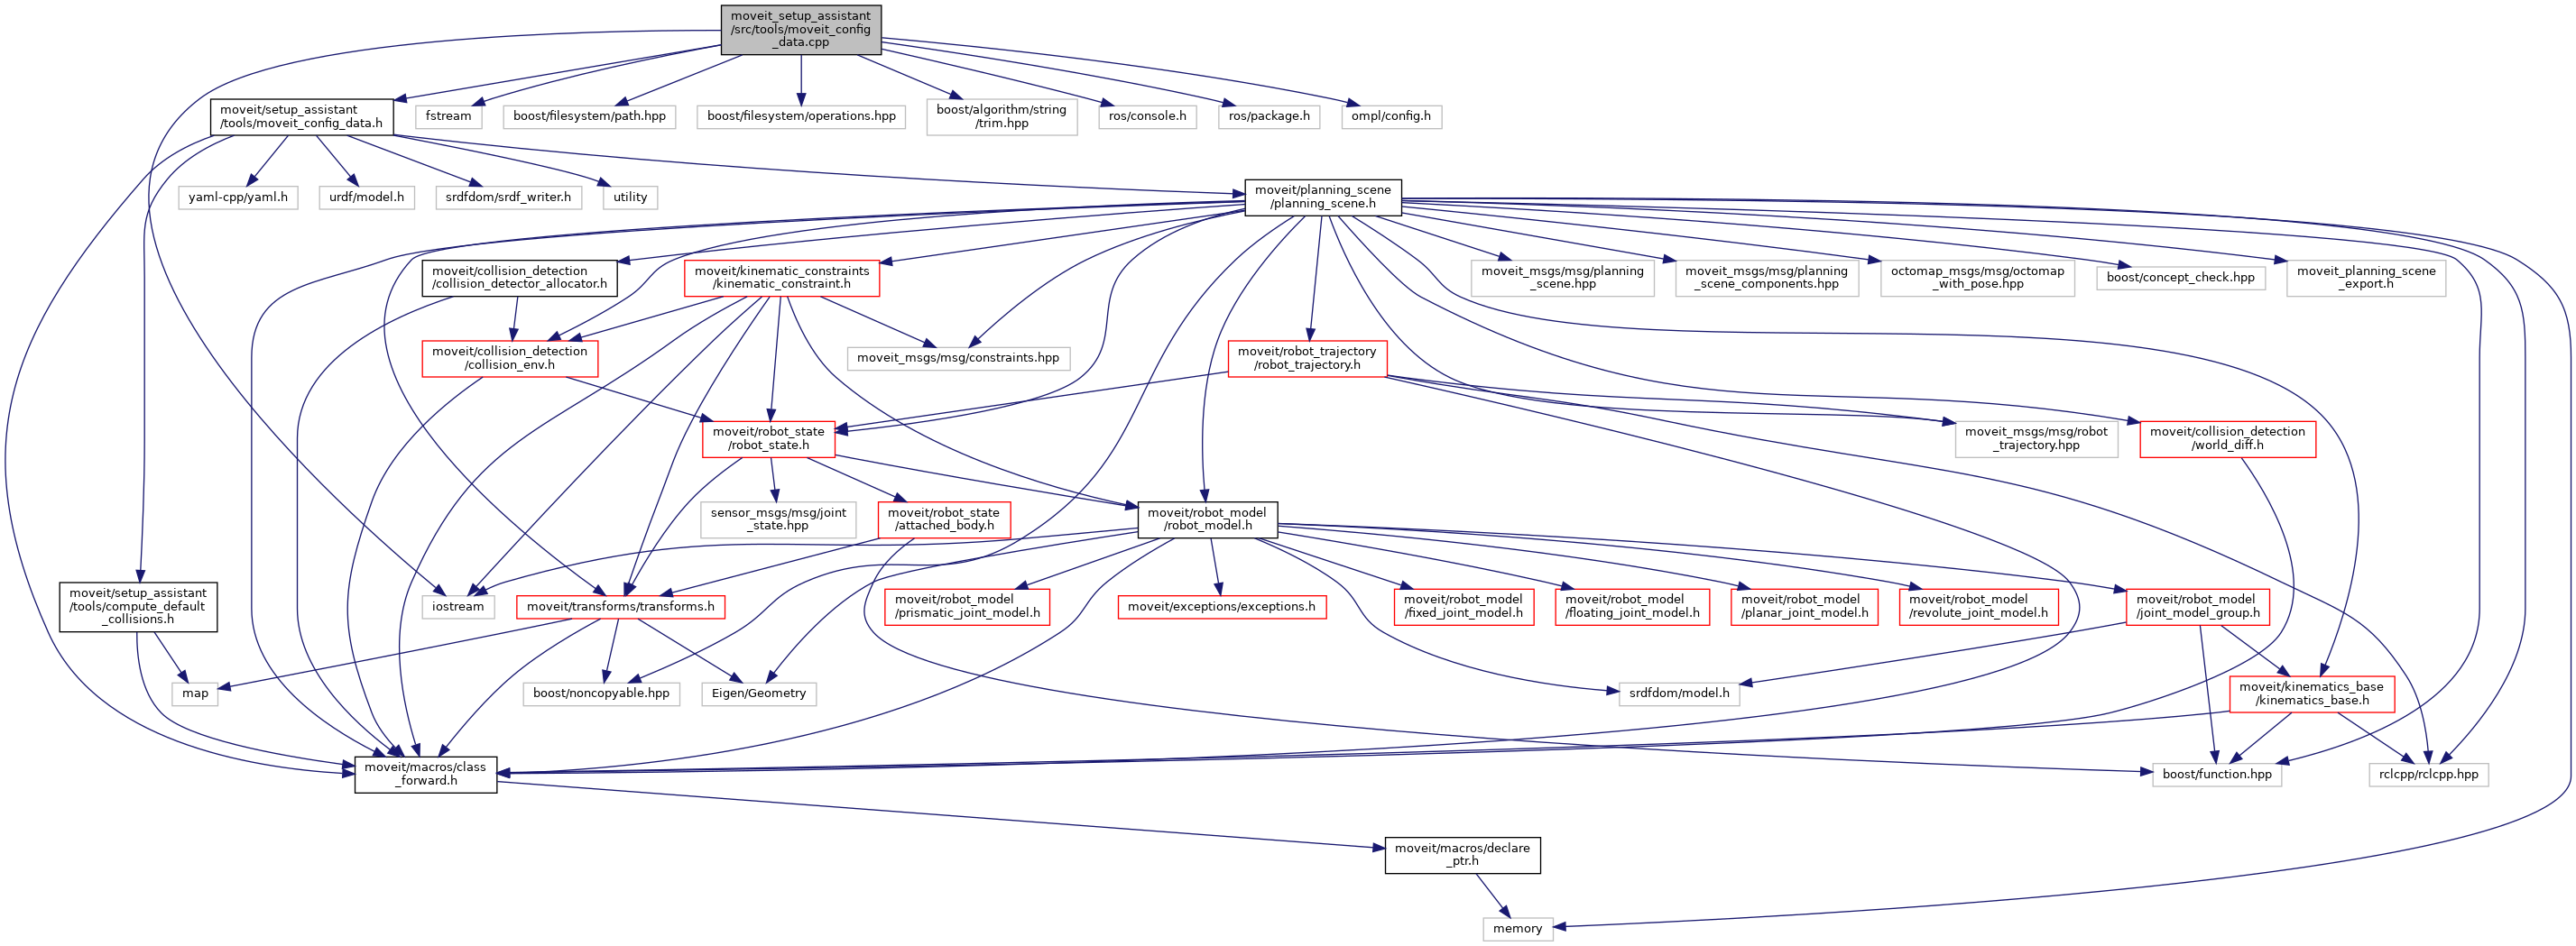 moveit_setup_assistant
/src/tools/moveit_config
_data.cpp
moveit/setup_assistant
/tools/moveit_config_data.h
fstream
boost/filesystem/path.hpp
boost/filesystem/operations.hpp
boost/algorithm/string
/trim.hpp
ros/console.h
ros/package.h
ompl/config.h
yaml-cpp/yaml.h
urdf/model.h
srdfdom/srdf_writer.h
utility
moveit/planning_scene
/planning_scene.h
moveit/collision_detection
/collision_detector_allocator.h
moveit/kinematic_constraints
/kinematic_constraint.h
moveit_msgs/msg/planning
_scene.hpp
moveit_msgs/msg/planning
_scene_components.hpp
octomap_msgs/msg/octomap
_with_pose.hpp
boost/concept_check.hpp
moveit_planning_scene
_export.h
moveit/collision_detection
/collision_env.h
moveit_msgs/msg/constraints.hpp
moveit/robot_trajectory
/robot_trajectory.h
moveit/robot_state
/robot_state.h
moveit_msgs/msg/robot
_trajectory.hpp
moveit/collision_detection
/world_diff.h
sensor_msgs/msg/joint
_state.hpp
moveit/robot_state
/attached_body.h
moveit/robot_model
/robot_model.h
moveit/setup_assistant
/tools/compute_default
_collisions.h
iostream
moveit/transforms/transforms.h
moveit/robot_model
/prismatic_joint_model.h
moveit/exceptions/exceptions.h
moveit/robot_model
/fixed_joint_model.h
moveit/robot_model
/floating_joint_model.h
moveit/robot_model
/planar_joint_model.h
moveit/robot_model
/revolute_joint_model.h
moveit/robot_model
/joint_model_group.h
map
boost/noncopyable.hpp
Eigen/Geometry
srdfdom/model.h
moveit/kinematics_base
/kinematics_base.h
moveit/macros/class
_forward.h
boost/function.hpp
rclcpp/rclcpp.hpp
moveit/macros/declare
_ptr.h
memory